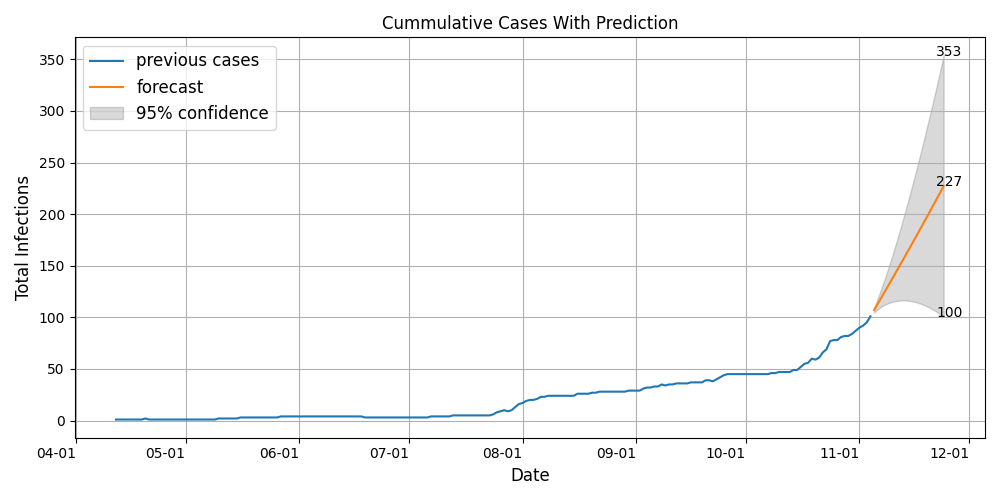 Cummulative Cases With Prediction
previous cases
forecast
95% confidence
Total Infections
350
300
250
200
150
100
50
0
353
227
100
04-01 05-01 06-01 07-01 08-01 09-01 10-01 11-01 12-01
Date